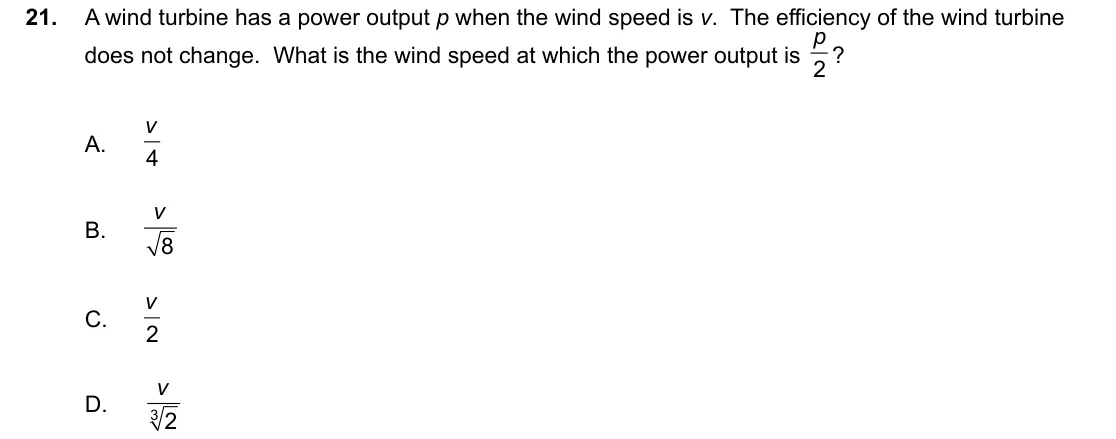 21. A wind turbine has a power output p when the wind speed is v. The efficiency of the wind turbine
does not change. What is the wind speed at which the power output is p/2?
A. v/4
B. v/√8
C. v/2
D. v/∛2